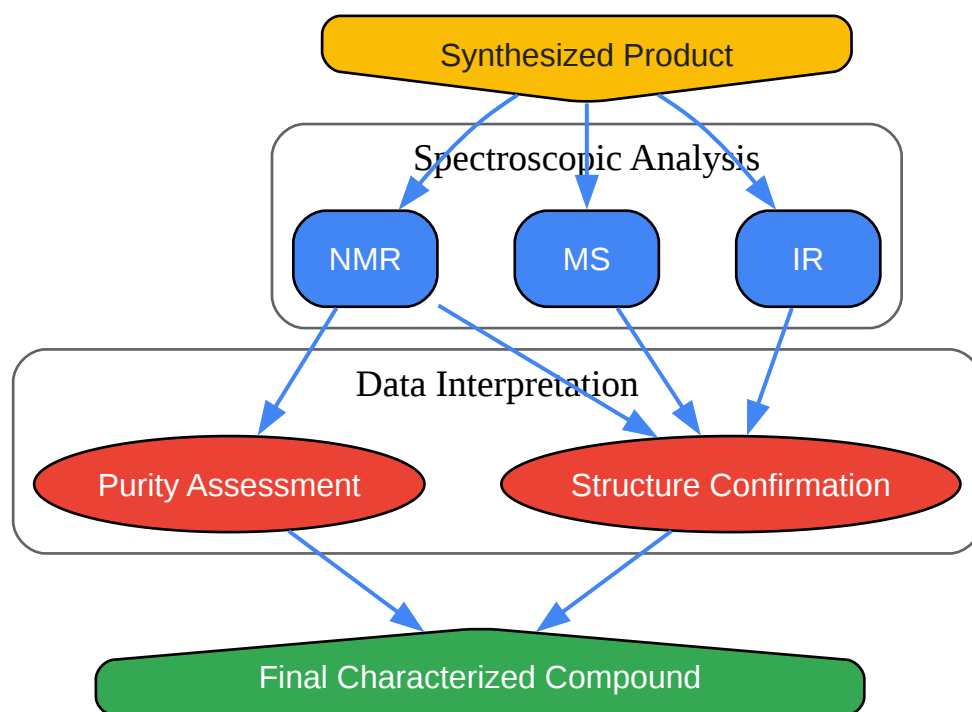 Synthesized Product
Spectroscopic Analysis
NMR
MS
IR
Data Interpretation
Purity Assessment
Structure Confirmation
Final Characterized Compound